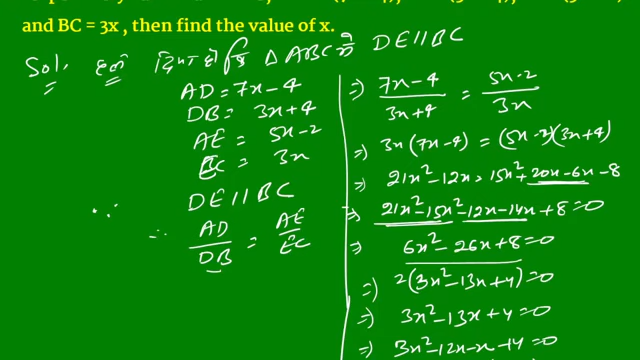 and BC = 3x, then find the value of x.
Sol. △ABC DE||BC
AD = 7x-4
DB = 3x+4
AE = 5x-2
EC = 3x
∵ DE||BC
∴ AD/DB = AE/EC
⇒ (7x-4)/(3x+4) = (5x-2)/3x
⇒ 3x(7x-4) = (5x-2)(3x+4)
⇒ 21x²-12x = 15x²+20x-6x-8
⇒ 21x²-15x²-12x-14x+8=0
⇒ 6x²-26x+8=0
⇒ 2(3x²-13x+4)=0
⇒ 3x²-13x+4=0
⇒ 3x²-12x-x+4=0